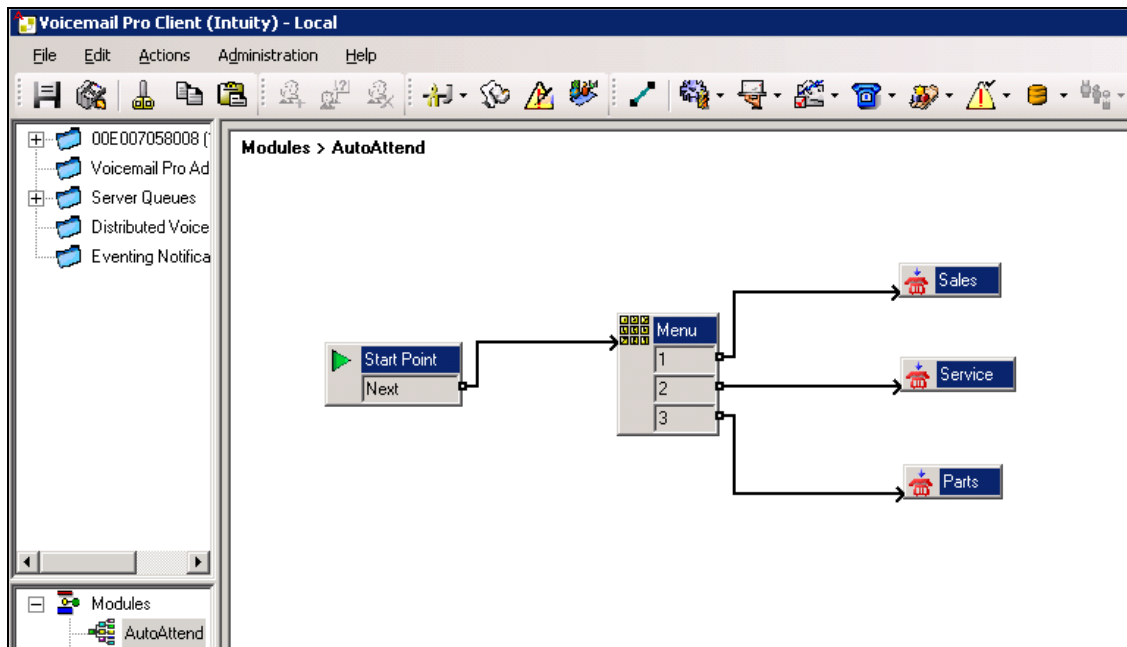 Voicemail Pro Client (Intuity) - Local
File Edit Actions Administration Help
00E007058008 (
Voicemail Pro Ad
Server Queues
Distributed Voice
Eventing Notifica
Modules
AutoAttend
Modules > AutoAttend
Start Point
Next
Menu
1
2
3
Sales
Service
Parts